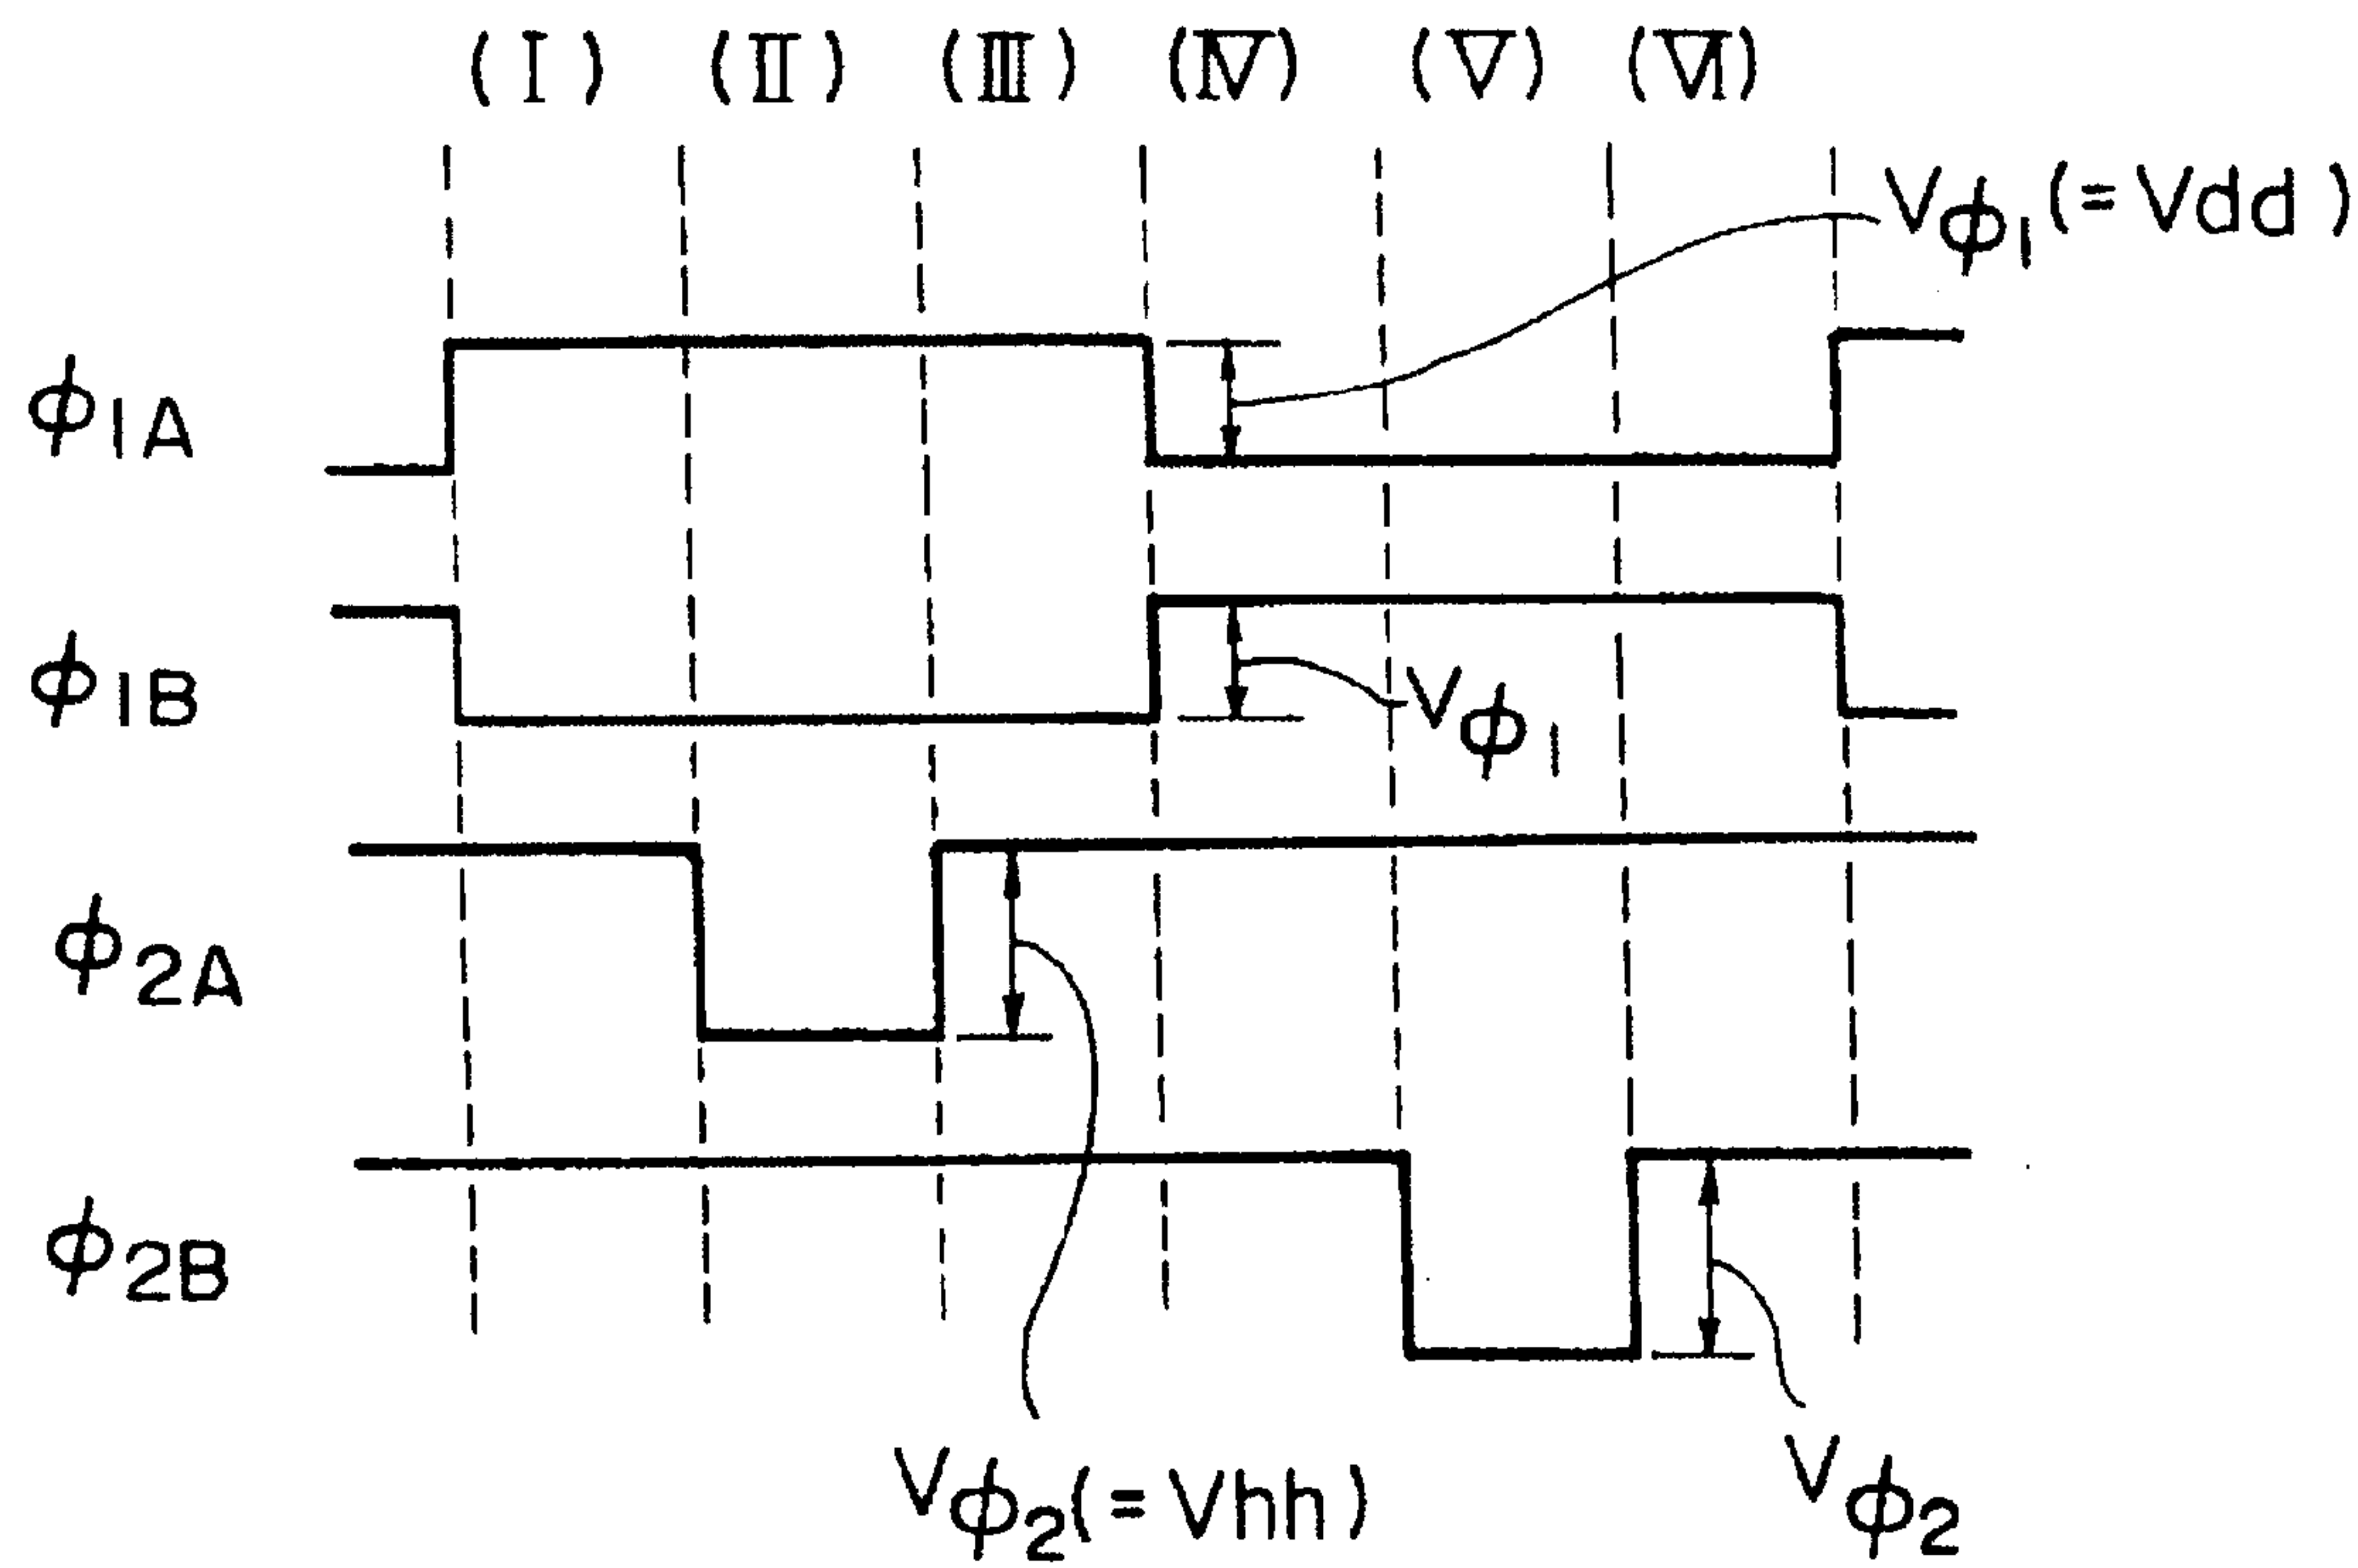 (I) (II) (III) (IV) (V) (VI)
Vϕ1(=Vdd)
ϕ1A
ϕ1B
Vϕ1
ϕ2A
ϕ2B
Vϕ2(=Vhh)
Vϕ2